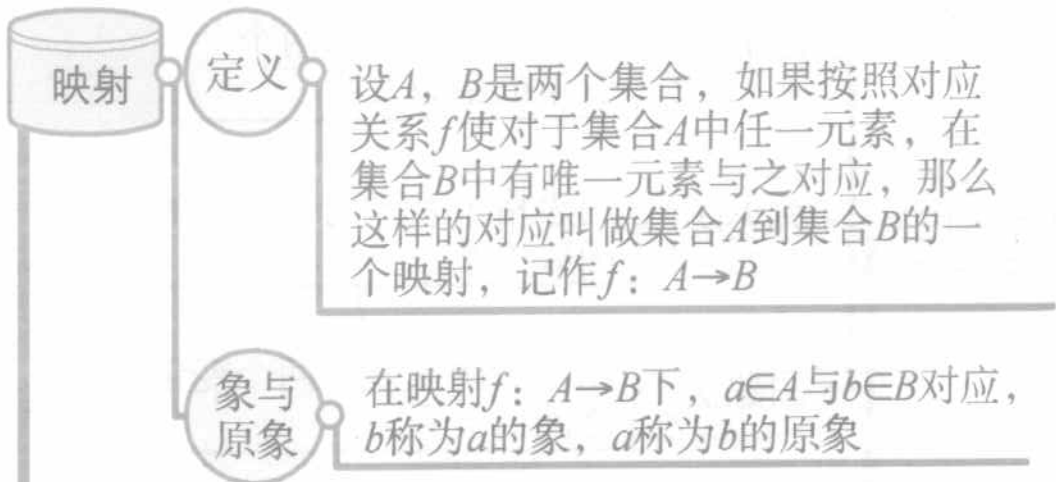 映射
定义
设A，B是两个集合，如果按照对应
关系f使对于集合A中任一元素，在
集合B中有唯一元素与之对应，那么
这样的对应叫做集合A到集合B的一
个映射，记作f：A→B
象与
原象
在映射f：A→B下，a∈A与b∈B对应，
b称为a的象，a称为b的原象